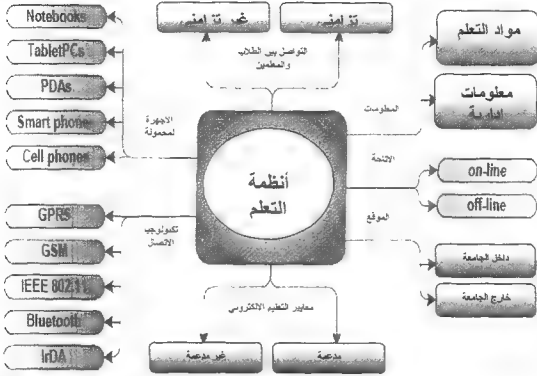 Notebooks
TabletPCs
PDAs
Smart phone
Cell phones
GPRS
GSM
IEEE 802.11
Bluetooth
IrDA
تزامني
غير تزامني
التواصل بين الطلاب
والمعلمين
الاجهزة
المحمولة
تكنولوجيا
الاتصال
أنظمة
التعلم
المعلومات
الاتاحة
الموقع
مواد التعلم
معلومات
إدارية
on-line
off-line
داخل الجامعة
خارج الجامعة
معايير التعليم الالكتروني
مدعمة
غير مدعمة